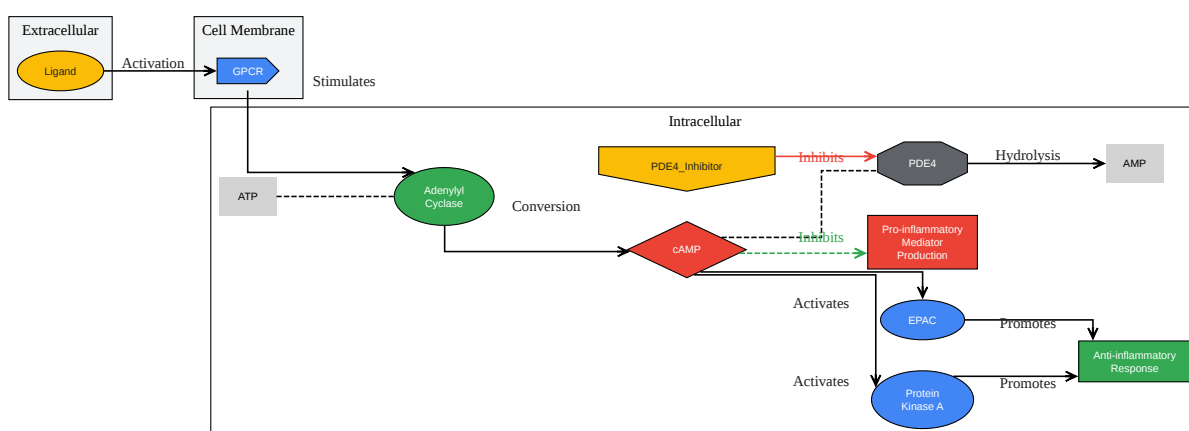 Extracellular
Cell Membrane
Ligand
Activation
GPCR
Stimulates
Intracellular
PDE4_Inhibitor
Inhibits
PDE4
Hydrolysis
AMP
ATP
Adenylyl
Cyclase
Conversion
cAMP
Inhibits
Pro-inflammatory
Mediator
Production
Activates
EPAC
Promotes
Anti-inflammatory
Response
Activates
Protein
Kinase A
Promotes